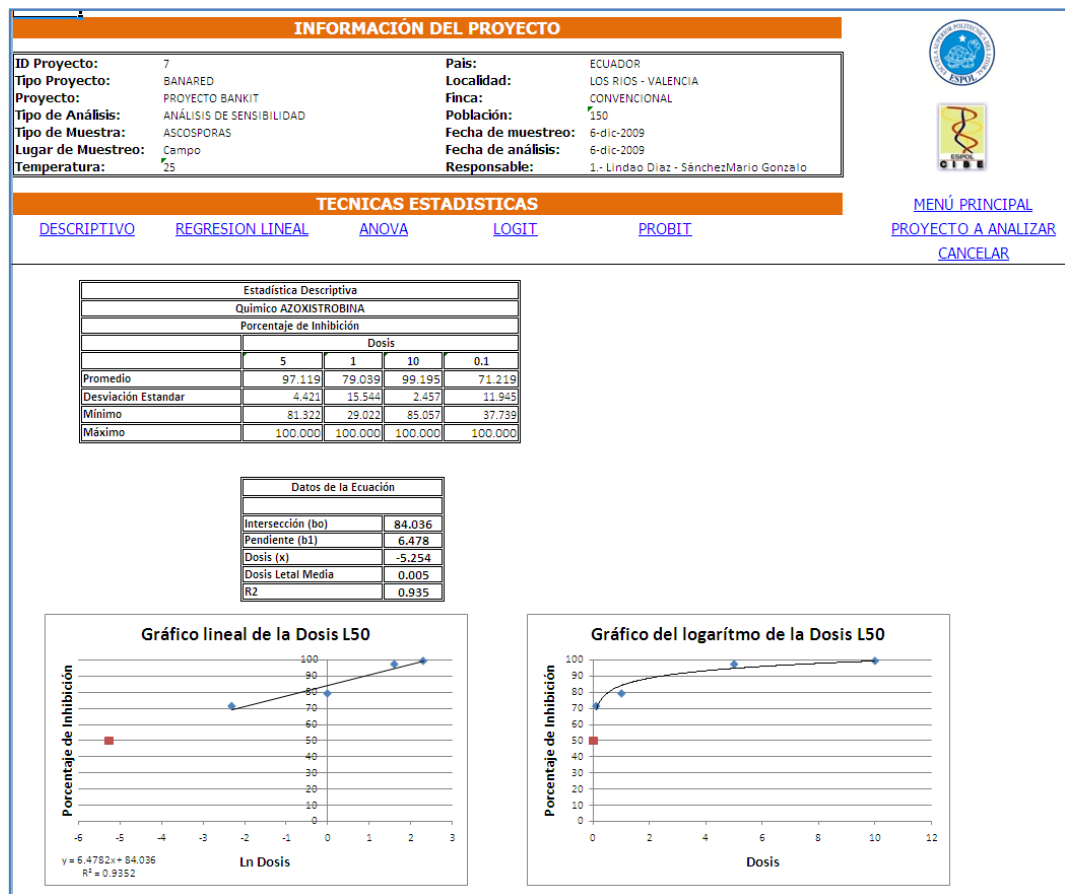 INFORMACIÓN DEL PROYECTO
ID Proyecto: 7 Pais: ECUADOR
Tipo Proyecto: BANARED Localidad: LOS RIOS - VALENCIA
Proyecto: PROYECTO BANKIT Finca: CONVENCIONAL
Tipo de Análisis: ANÁLISIS DE SENSIBILIDAD Población: 150
Tipo de Muestra: ASCOSPORAS Fecha de muestreo: 6-dic-2009
Lugar de Muestreo: Campo Fecha de análisis: 6-dic-2009
Temperatura: 25 Responsable: 1.- Lindao Diaz - SánchezMario Gonzalo
ESCUELA SUPERIOR POLITECNICA DEL LITORAL
ESPOL
ESPOL
CIBE
TECNICAS ESTADISTICAS
DESCRIPTIVO REGRESION LINEAL ANOVA LOGIT PROBIT
MENÚ PRINCIPAL
PROYECTO A ANALIZAR
CANCELAR
Estadística Descriptiva
Quimico AZOXISTROBINA
Porcentaje de Inhibición
Dosis
5 1 10 0.1
Promedio 97.119 79.039 99.195 71.219
Desviación Estandar 4.421 15.544 2.457 11.945
Mínimo 81.322 29.022 85.057 37.739
Máximo 100.000 100.000 100.000 100.000
Datos de la Ecuación
Intersección (bo) 84.036
Pendiente (b1) 6.478
Dosis (x) -5.254
Dosis Letal Media 0.005
R2 0.935
Gráfico lineal de la Dosis L50
Porcentaje de Inhibición
100
90
80
70
60
50
40
30
20
10
0
-6 -5 -4 -3 -2 -1 0 1 2 3
y = 6.4782x + 84.036
R² = 0.9352
Ln Dosis
Gráfico del logarítmo de la Dosis L50
Porcentaje de Inhibición
100
90
80
70
60
50
40
30
20
10
0
0 2 4 6 8 10 12
Dosis